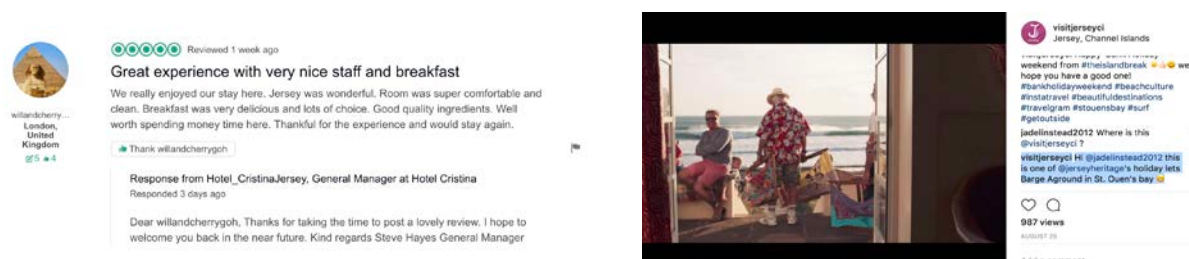 Reviewed 1 week ago
Great experience with very nice staff and breakfast
We really enjoyed our stay here. Jersey was wonderful. Room was super comfortable and
clean. Breakfast was very delicious and lots of choice. Good quality ingredients. Well
worth spending money time here. Thankful for the experience and would stay again.
willandcherry...
London,
United
Kingdom
5 4
Thank willandcherrygoh
Response from Hotel_CristinaJersey, General Manager at Hotel Cristina
Responded 3 days ago
Dear willandcherrygoh, Thanks for taking the time to post a lovely review. I hope to
welcome you back in the near future. Kind regards Steve Hayes General Manager
visitjerseyci
Jersey, Channel Islands
weekend from #theislandbreak we
hope you have a good one!
#bankholidayweekend #beachculture
#instatravel #beautifuldestinations
#travelgram #stouensbay #surf
#getoutside
jadelinstead2012 Where is this
@visitjerseyci ?
visitjerseyci Hi @jadelinstead2012 this
is one of @jerseyheritage's holiday lets
Barge Aground in St. Ouen's bay
987 views
AUGUST 25